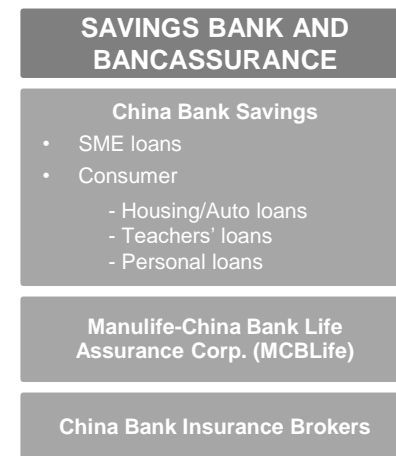 SAVINGS BANK AND
BANCASSURANCE
China Bank Savings
• SME loans
• Consumer
- Housing/Auto loans
- Teachers’ loans
- Personal loans
Manulife-China Bank Life
Assurance Corp. (MCBLife)
China Bank Insurance Brokers